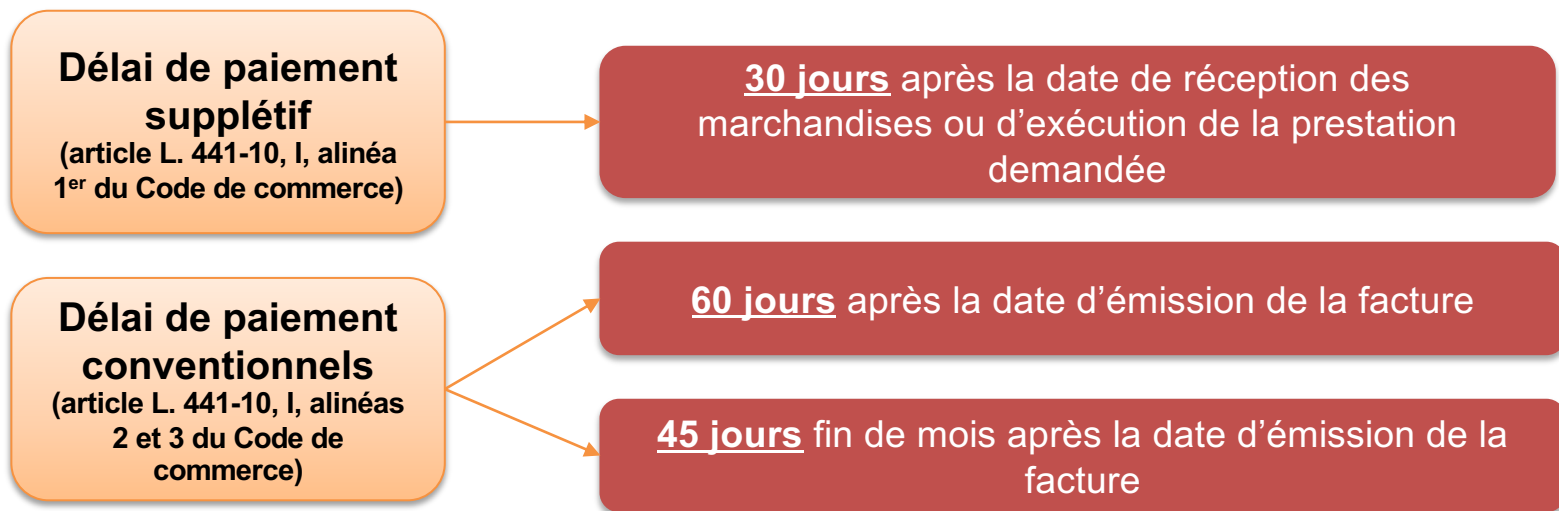 Délai de paiement
supplétif
(article L. 441-10, I, alinéa
1er du Code de commerce)
30 jours après la date de réception des
marchandises ou d’exécution de la prestation
demandée
Délai de paiement
conventionnels
(article L. 441-10, I, alinéas
2 et 3 du Code de
commerce)
60 jours après la date d’émission de la facture
45 jours fin de mois après la date d’émission de la
facture